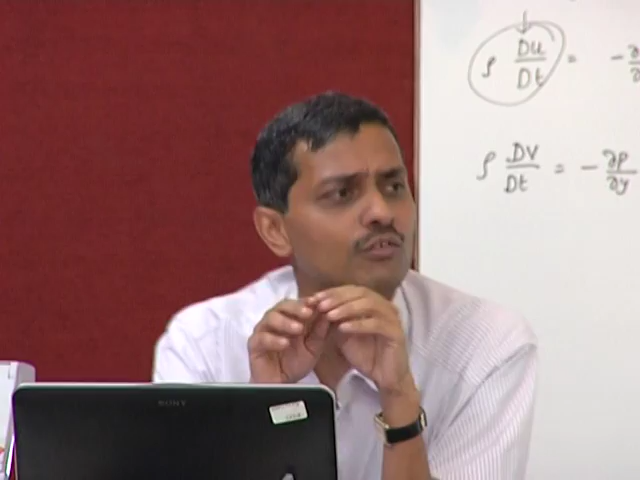 ρ Du/Dt = - ∂
ρ DV/Dt = - ∂p/∂y
SONY